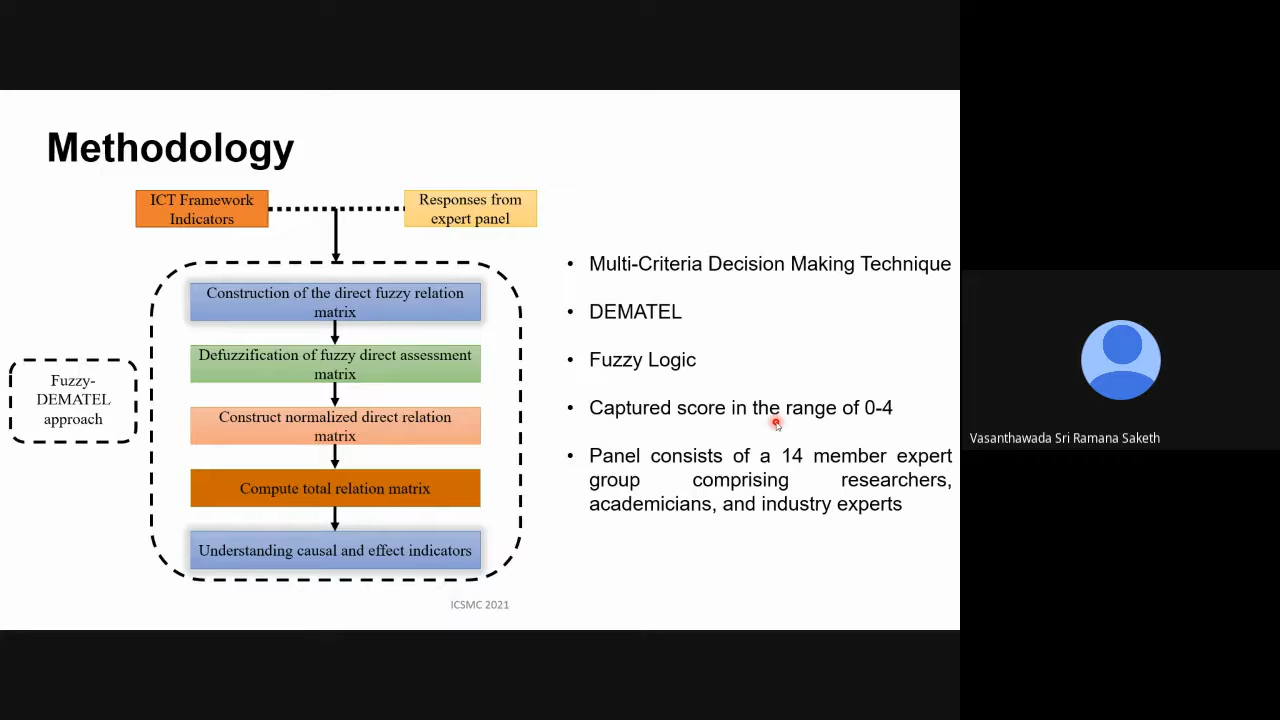 Methodology
ICT Framework
Indicators
Responses from
expert panel
Construction of the direct fuzzy relation
matrix
Defuzzification of fuzzy direct assessment
matrix
Construct normalized direct relation
matrix
Compute total relation matrix
Understanding causal and effect indicators
Fuzzy-
DEMATEL
approach
• Multi-Criteria Decision Making Technique
• DEMATEL
• Fuzzy Logic
• Captured score in the range of 0-4
• Panel consists of a 14 member expert
group comprising researchers,
academicians, and industry experts
ICSMC 2021
Vasanthawada Sri Ramana Saketh